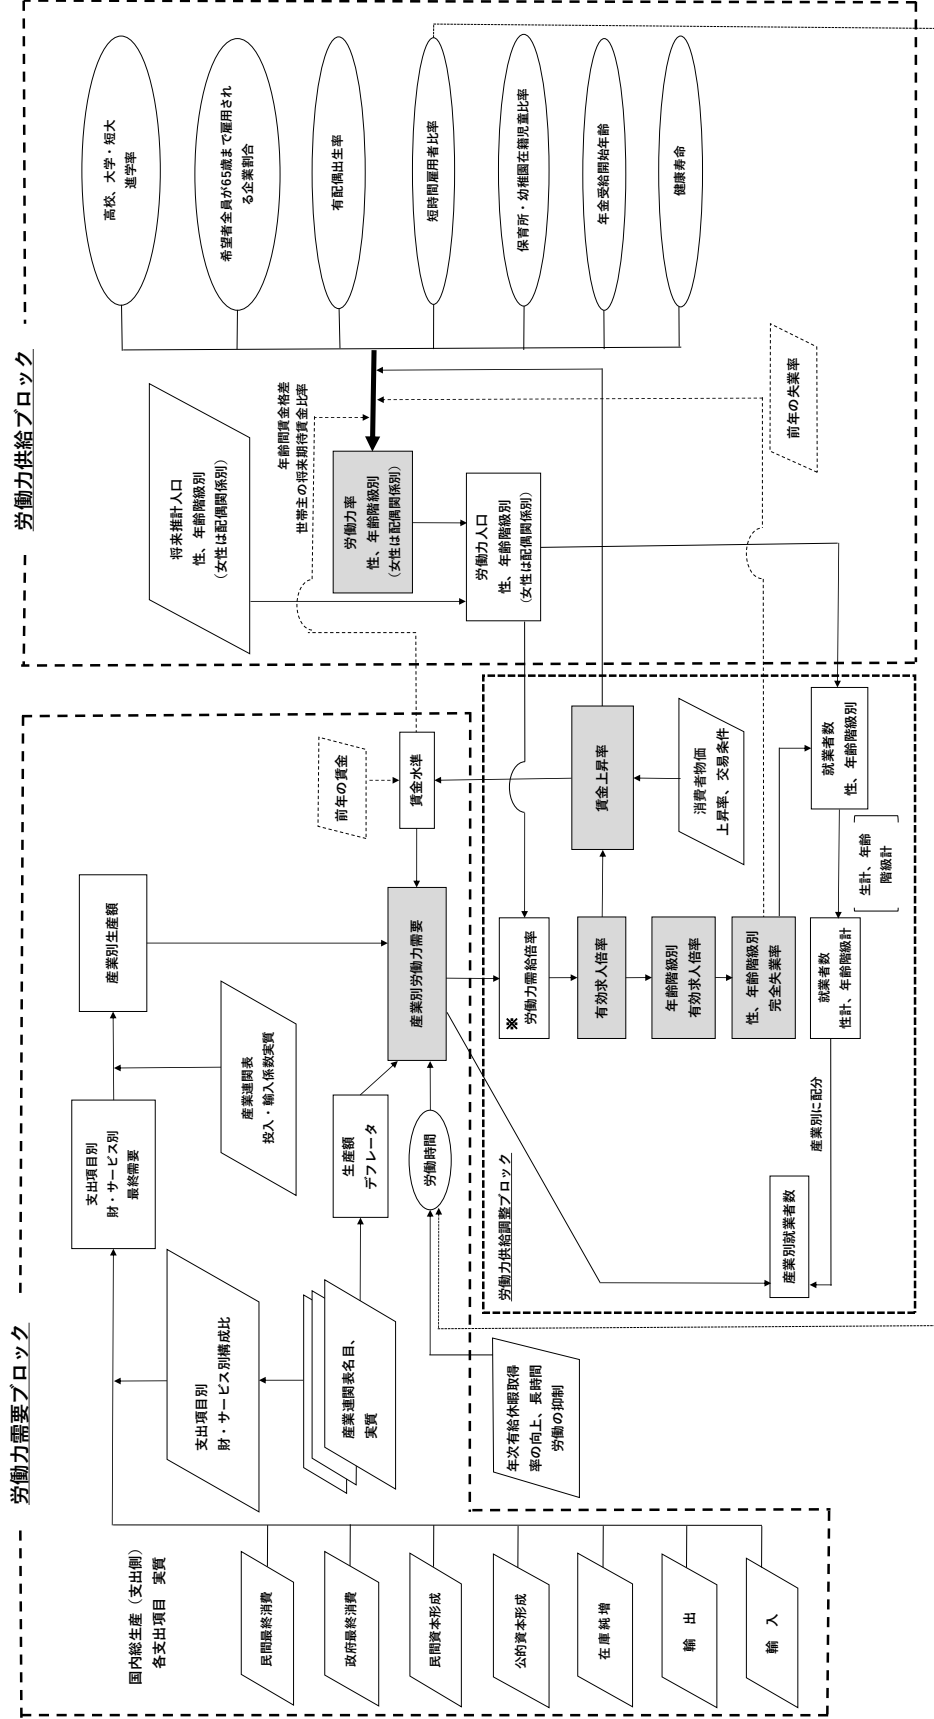 労働力需要ブロック
国内総生産（支出側）
各支出項目 実質
民間最終消費
政府最終消費
民間資本形成
公的資本形成
在庫純増
輸 出
輸 入
支出項目別
財・サービス別構成比
産業連関表名目、
実質
年次有給休暇取得
率の向上、長時間
労働の抑制
支出項目別
財・サービス別
最終需要
産業連関表
投入・輸入係数実質
生産額
デフレータ
労働時間
産業別生産額
産業別労働力需要
前年の賃金
賃金水準
労働力供給調整ブロック
産業別就業者数
産業別に配分
※
労働力需給倍率
有効求人倍率
年齢階級別
有効求人倍率
性、年齢階級別
完全失業率
就業者数
性計、年齢階級計
生計、年齢
階級計
賃金上昇率
消費者物価
上昇率、交易条件
就業者数
性、年齢階級別
労働力供給ブロック
将来推計人口
性、年齢階級別
（女性は配偶関係別）
年齢間賃金格差
世帯主の将来期待賃金比率
労働力率
性、年齢階級別
（女性は配偶関係別）
労働力人口
性、年齢階級別
（女性は配偶関係別）
前年の失業率
高校、大学・短大
進学率
希望者全員が65歳まで雇用され
る企業割合
有配偶出生率
短時間雇用者比率
保育所・幼稚園在籍児童比率
年金受給開始年齢
健康寿命